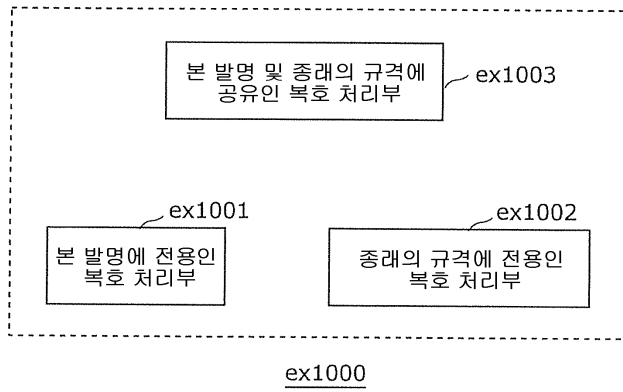 본 발명 및 종래의 규격에
공유인 복호 처리부
ex1003
ex1001
ex1002
본 발명에 전용인
복호 처리부
종래의 규격에 전용인
복호 처리부
ex1000